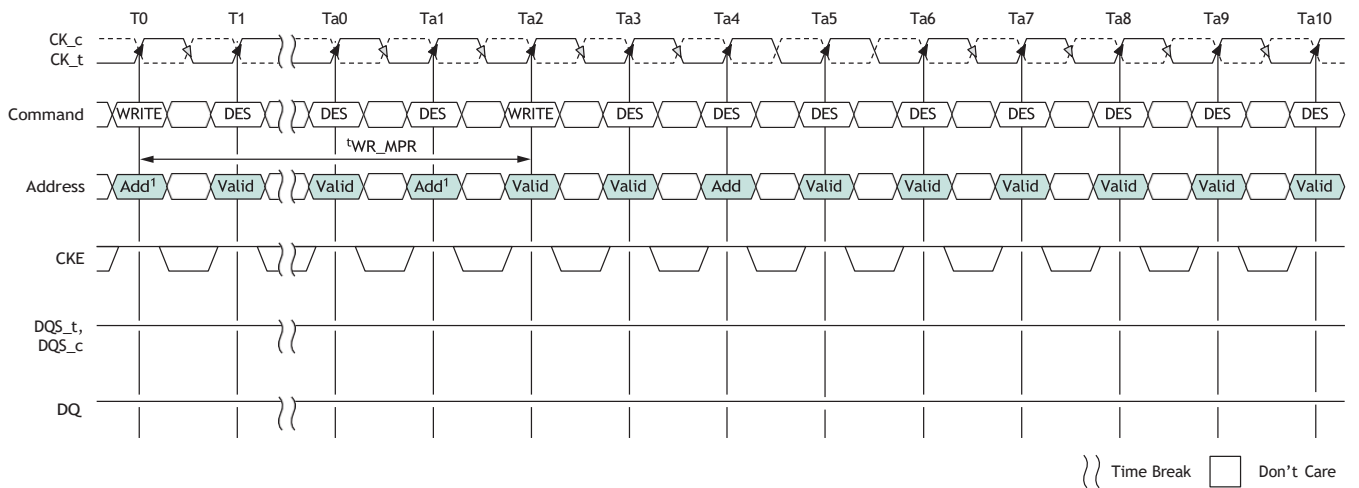 T0 T1 Ta0 Ta1 Ta2 Ta3 Ta4 Ta5 Ta6 Ta7 Ta8 Ta9 Ta10
CK_c
CK_t
Command WRITE DES DES DES WRITE DES DES DES DES DES DES DES DES
tWR_MPR
Address Add1 Valid Valid Add1 Valid Valid Add Valid Valid Valid Valid Valid Valid
CKE
DQS_t,
DQS_c
DQ
Time Break Don't Care